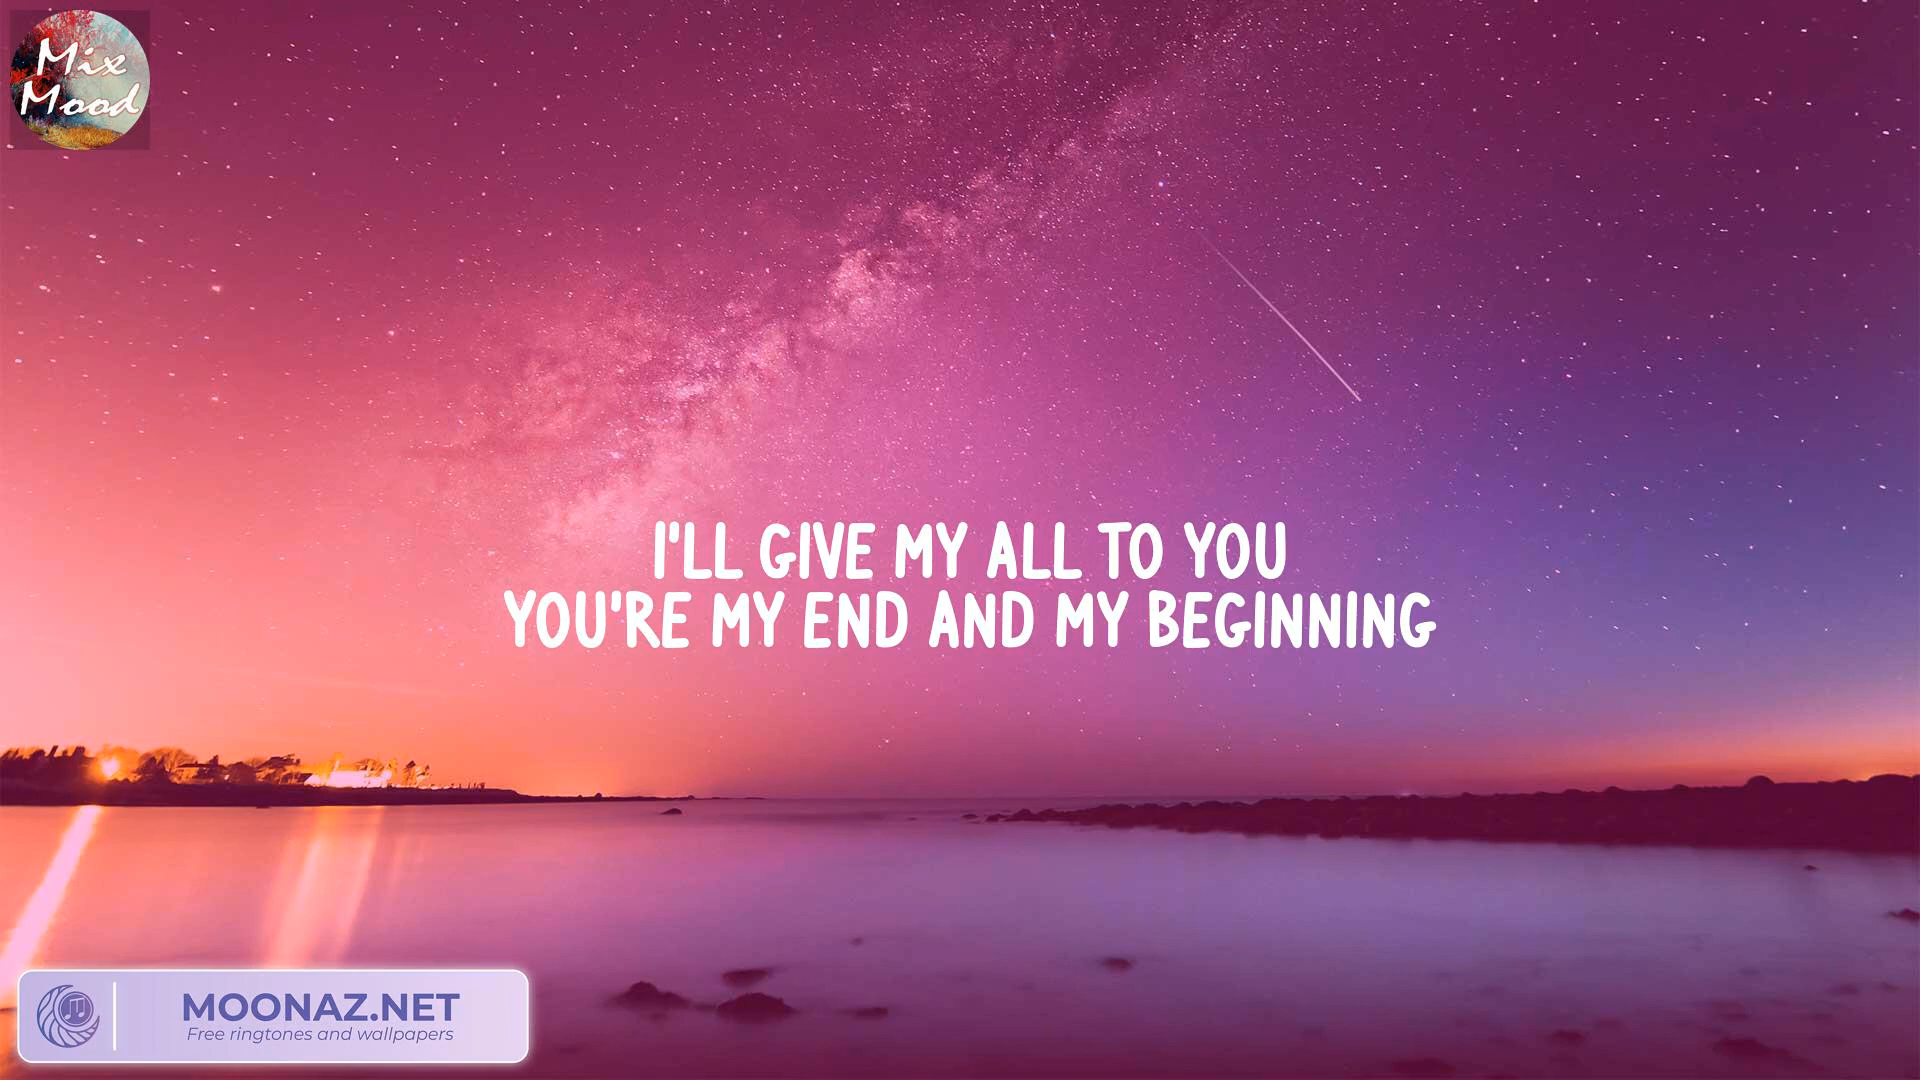 Mix
Mood
I'LL GIVE MY ALL TO YOU
YOU'RE MY END AND MY BEGINNING
MOONAZ.NET
Free ringtones and wallpapers